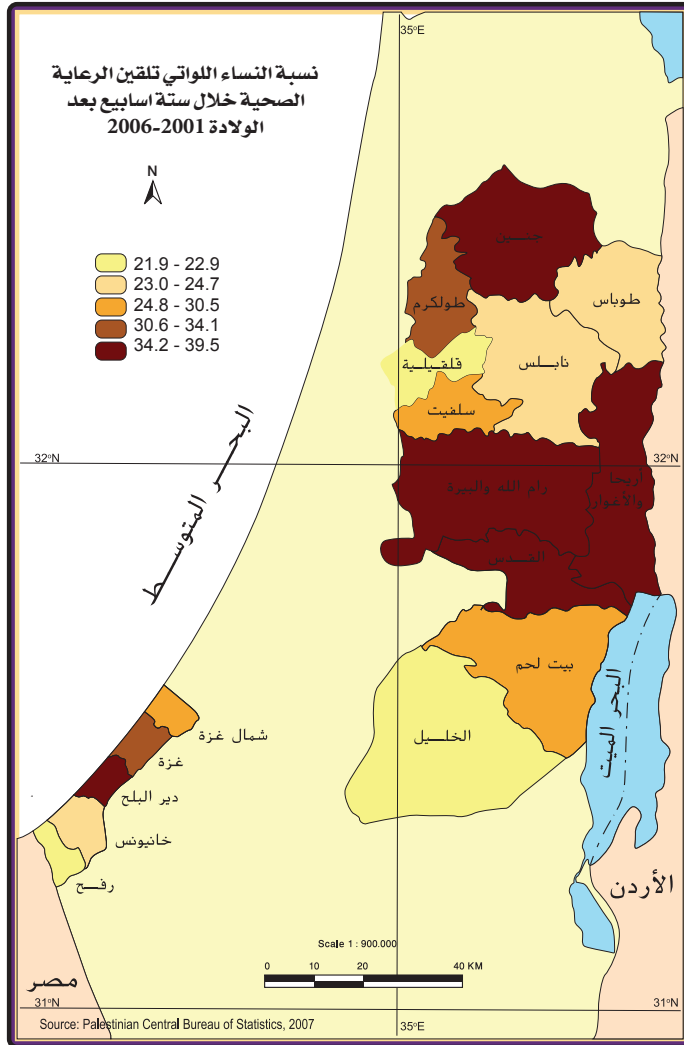 نسبة النساء اللواتي تلقين الرعاية
الصحية خلال ستة اسابيع بعد
الولادة 2001-2006
35°E
N
21.9 - 22.9
23.0 - 24.7
24.8 - 30.5
30.6 - 34.1
34.2 - 39.5
جنين
طوباس
طولكرم
نابلس
قلقيلية
سلفيت
البحر المتوسط
32°N
32°N
رام الله والبيرة
أريحا
والأغوار
القدس
بيت لحم
البحر الميت
الخليل
شمال غزة
غزة
دير البلح
خانيونس
رفح
الأردن
مصر
Scale 1 : 900.000
0 10 20 40 KM
31°N
31°N
Source: Palestinian Central Bureau of Statistics, 2007
35°E